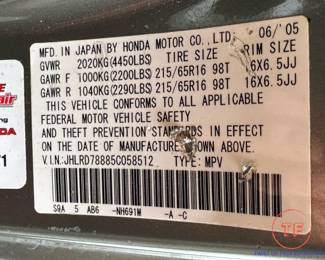 MFD. IN JAPAN BY HONDA MOTOR CO., LTD. 06/'05
GVWR 2020KG(4450LBS) TIRE SIZE RIM SIZE
GAWR F 1000KG(2200LBS) 215/65R16 98T 16X6.5JJ
GAWR R 1040KG(2290LBS) 215/65R16 98T 16X6.5JJ
THIS VEHICLE CONFORMS TO ALL APPLICABLE
FEDERAL MOTOR VEHICLE SAFETY
AND THEFT PREVENTION STANDARDS IN EFFECT
ON THE DATE OF MANUFACTURE SHOWN ABOVE.
V.I.N:JHLRD78885C058512 TYPE: MPV
S9A 5 AB6 -NH691M -A -C
TF